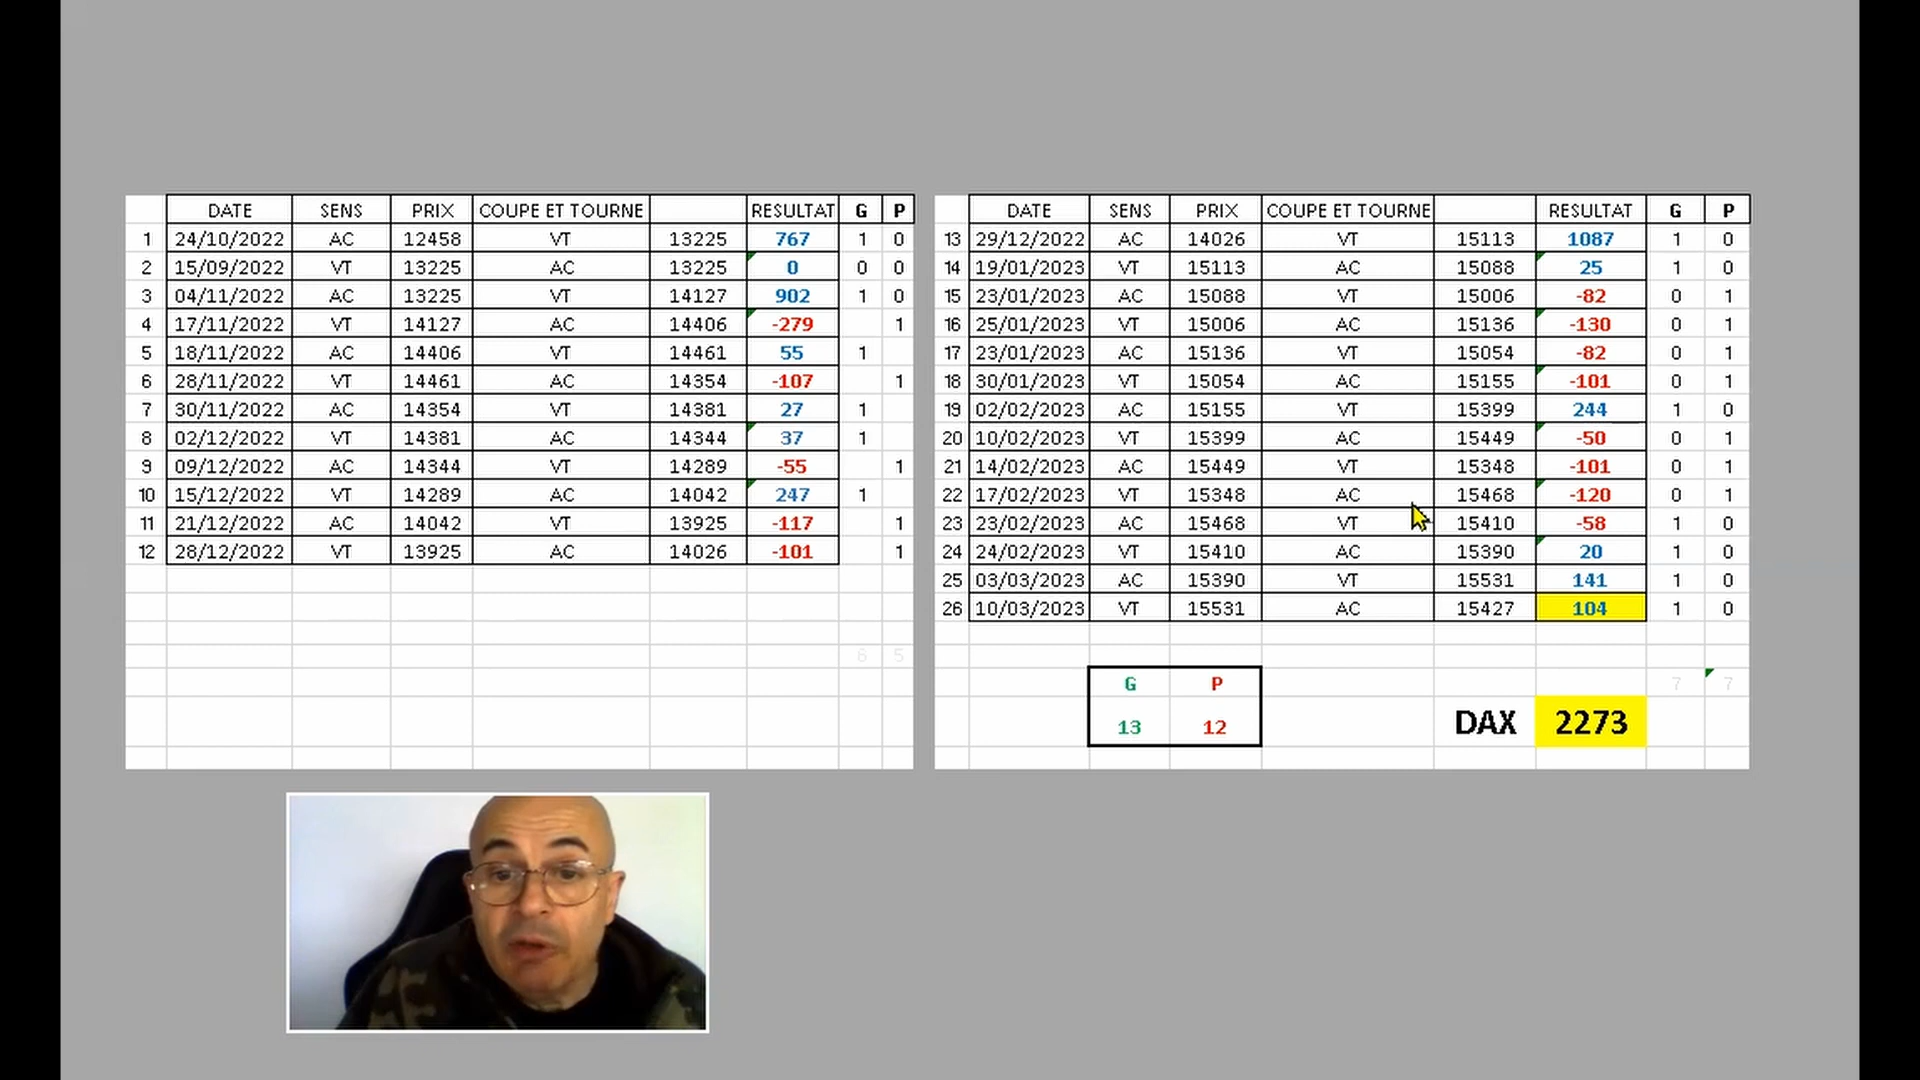 DATE SENS PRIX COUPE ET TOURNE RESULTAT G P
1 24/10/2022 AC 12458 VT 13225 767 1 0
2 15/09/2022 VT 13225 AC 13225 0 0 0
3 04/11/2022 AC 13225 VT 14127 902 1 0
4 17/11/2022 VT 14127 AC 14406 -279 1
5 18/11/2022 AC 14406 VT 14461 55 1
6 28/11/2022 VT 14461 AC 14354 -107 1
7 30/11/2022 AC 14354 VT 14381 27 1
8 02/12/2022 VT 14381 AC 14344 37 1
9 09/12/2022 AC 14344 VT 14289 -55 1
10 15/12/2022 VT 14289 AC 14042 247 1
11 21/12/2022 AC 14042 VT 13925 -117 1
12 28/12/2022 VT 13925 AC 14026 -101 1
6 5
DATE SENS PRIX COUPE ET TOURNE RESULTAT G P
13 29/12/2022 AC 14026 VT 15113 1087 1 0
14 19/01/2023 VT 15113 AC 15088 25 1 0
15 23/01/2023 AC 15088 VT 15006 -82 0 1
16 25/01/2023 VT 15006 AC 15136 -130 0 1
17 23/01/2023 AC 15136 VT 15054 -82 0 1
18 30/01/2023 VT 15054 AC 15155 -101 0 1
19 02/02/2023 AC 15155 VT 15399 244 1 0
20 10/02/2023 VT 15399 AC 15449 -50 0 1
21 14/02/2023 AC 15449 VT 15348 -101 0 1
22 17/02/2023 VT 15348 AC 15468 -120 0 1
23 23/02/2023 AC 15468 VT 15410 -58 1 0
24 24/02/2023 VT 15410 AC 15390 20 1 0
25 03/03/2023 AC 15390 VT 15531 141 1 0
26 10/03/2023 VT 15531 AC 15427 104 1 0
G P 7 7
13 12 DAX 2273